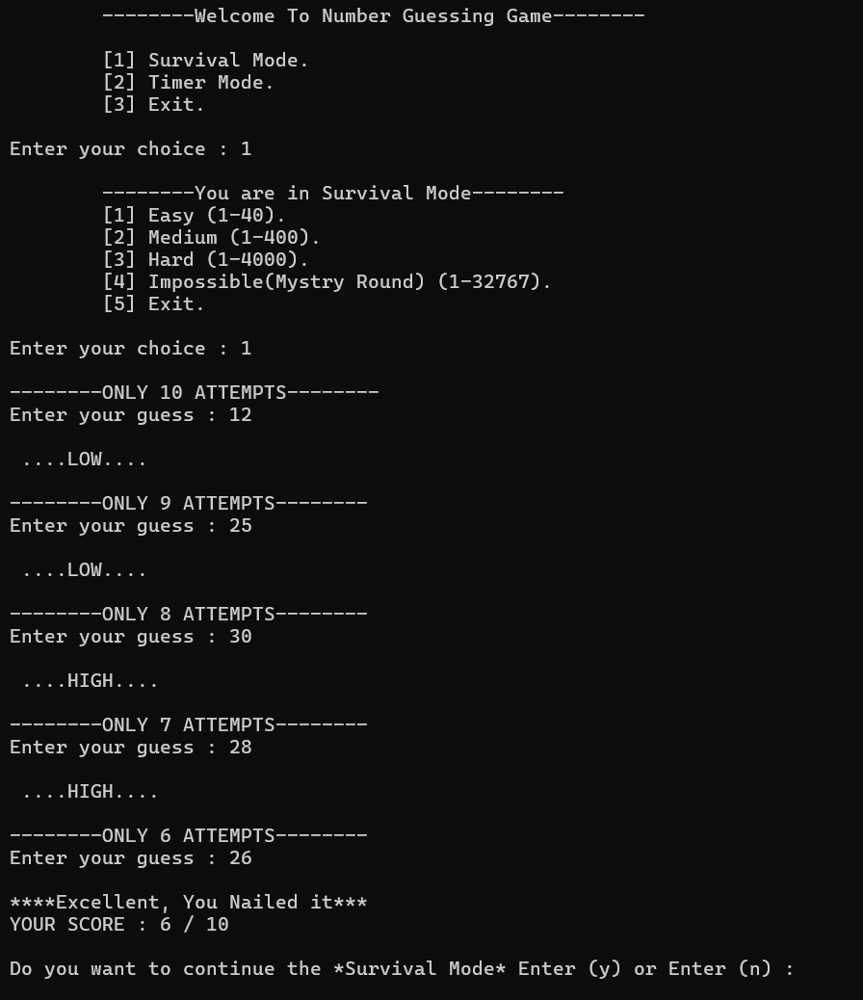 --------Welcome To Number Guessing Game--------
[1] Survival Mode.
[2] Timer Mode.
[3] Exit.
Enter your choice : 1
--------You are in Survival Mode--------
[1] Easy (1-40).
[2] Medium (1-400).
[3] Hard (1-4000).
[4] Impossible(Mystry Round) (1-32767).
[5] Exit.
Enter your choice : 1
--------ONLY 10 ATTEMPTS--------
Enter your guess : 12
....LOW....
--------ONLY 9 ATTEMPTS--------
Enter your guess : 25
....LOW....
--------ONLY 8 ATTEMPTS--------
Enter your guess : 30
....HIGH....
--------ONLY 7 ATTEMPTS--------
Enter your guess : 28
....HIGH....
--------ONLY 6 ATTEMPTS--------
Enter your guess : 26
****Excellent, You Nailed it***
YOUR SCORE : 6 / 10
Do you want to continue the *Survival Mode* Enter (y) or Enter (n) :